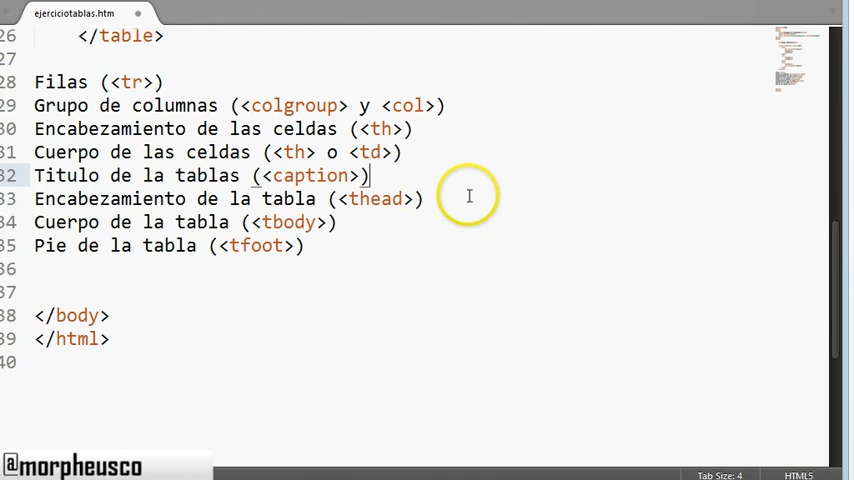 ejerciciotablas.htm
26 </table>
27
28 Filas (<tr>)
29 Grupo de columnas (<colgroup> y <col>)
30 Encabezamiento de las celdas (<th>)
31 Cuerpo de las celdas (<th> o <td>)
32 Titulo de la tablas (<caption>)
33 Encabezamiento de la tabla (<thead>)
34 Cuerpo de la tabla (<tbody>)
35 Pie de la tabla (<tfoot>)
36
37
38 </body>
39 </html>
40
@morpheusco
Tab Size: 4 HTML5